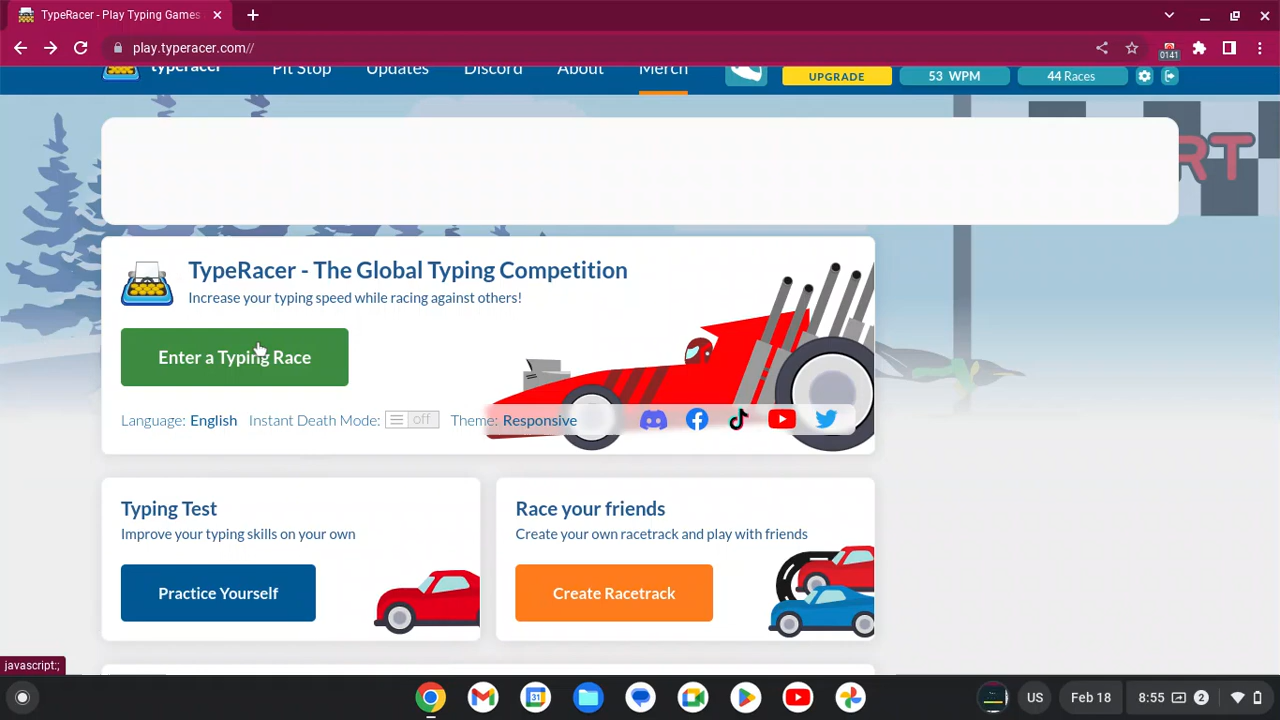 TypeRacer - Play Typing Games
play.typeracer.com//
0141
typeracer
Pit Stop
Updates
Discord
About
Merch
UPGRADE
53 WPM
44 Races
TypeRacer - The Global Typing Competition
Increase your typing speed while racing against others!
Enter a Typing Race
Language: English
Instant Death Mode: off
Theme: Responsive
Typing Test
Improve your typing skills on your own
Practice Yourself
Race your friends
Create your own racetrack and play with friends
Create Racetrack
javascript:;
31
US
Feb 18
8:55
2